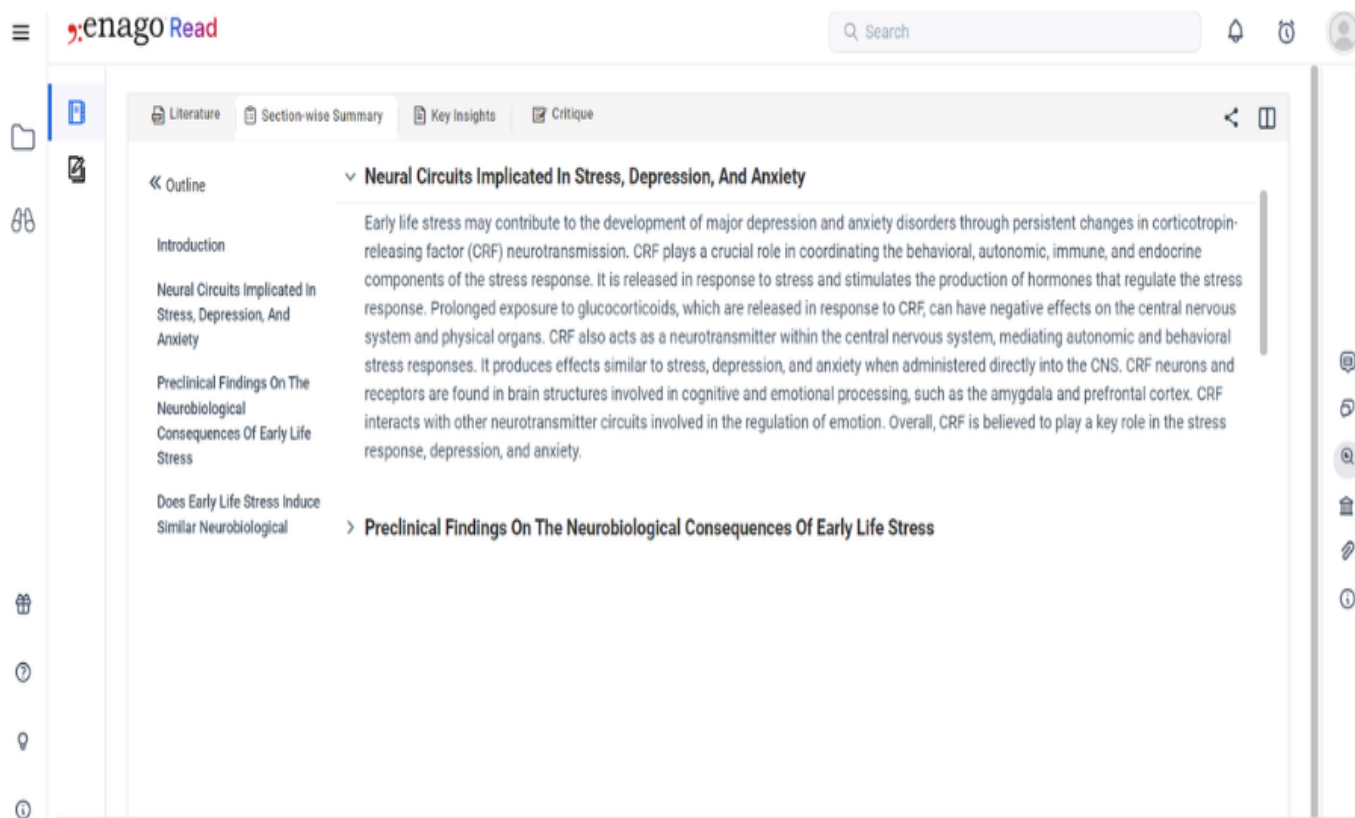 enago Read
Search
Literature
Section-wise Summary
Key Insights
Critique
Outline
Introduction
Neural Circuits Implicated In
Stress, Depression, And
Anxiety
Preclinical Findings On The
Neurobiological
Consequences Of Early Life
Stress
Does Early Life Stress Induce
Similar Neurobiological
Neural Circuits Implicated In Stress, Depression, And Anxiety
Early life stress may contribute to the development of major depression and anxiety disorders through persistent changes in corticotropin-
releasing factor (CRF) neurotransmission. CRF plays a crucial role in coordinating the behavioral, autonomic, immune, and endocrine
components of the stress response. It is released in response to stress and stimulates the production of hormones that regulate the stress
response. Prolonged exposure to glucocorticoids, which are released in response to CRF, can have negative effects on the central nervous
system and physical organs. CRF also acts as a neurotransmitter within the central nervous system, mediating autonomic and behavioral
stress responses. It produces effects similar to stress, depression, and anxiety when administered directly into the CNS. CRF neurons and
receptors are found in brain structures involved in cognitive and emotional processing, such as the amygdala and prefrontal cortex. CRF
interacts with other neurotransmitter circuits involved in the regulation of emotion. Overall, CRF is believed to play a key role in the stress
response, depression, and anxiety.
Preclinical Findings On The Neurobiological Consequences Of Early Life Stress